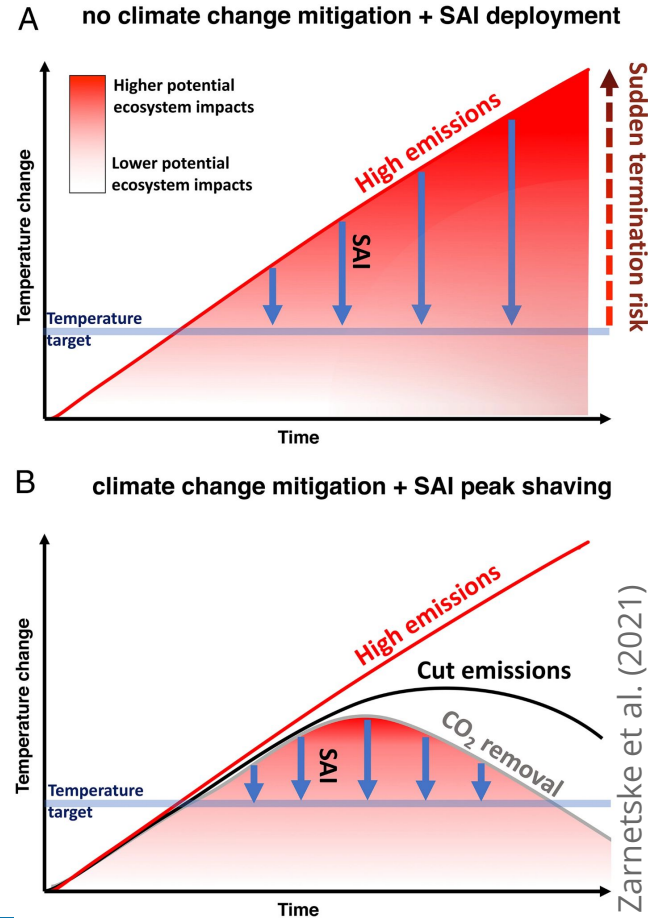 A
no climate change mitigation + SAI deployment
Higher potential
ecosystem impacts
Lower potential
ecosystem impacts
High emissions
SAI
Sudden termination risk
Temperature change
Temperature
target
Time
B
climate change mitigation + SAI peak shaving
High emissions
Cut emissions
CO₂ removal
SAI
Temperature change
Temperature
target
Time
Zarnetske et al. (2021)